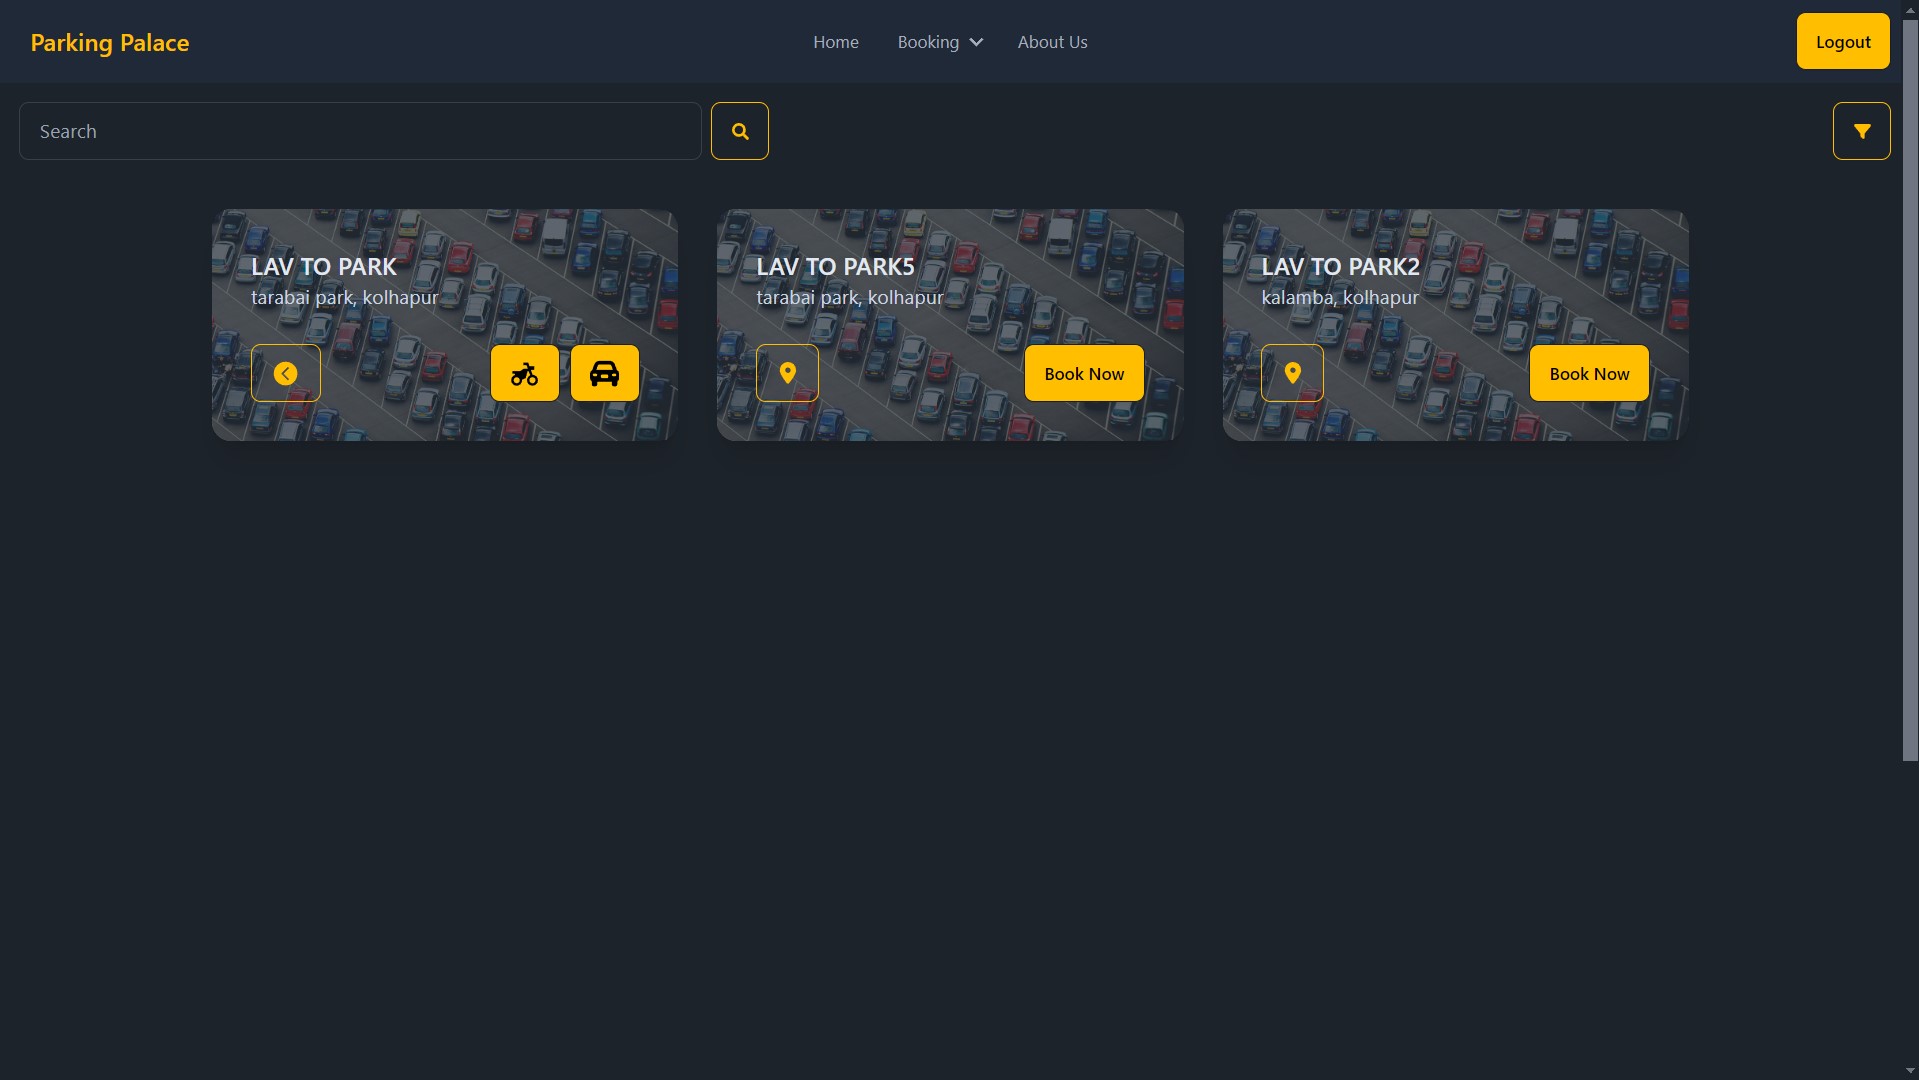 Parking Palace
Home
Booking
About Us
Logout
Search
LAV TO PARK
tarabai park, kolhapur
LAV TO PARK5
tarabai park, kolhapur
Book Now
LAV TO PARK2
kalamba, kolhapur
Book Now